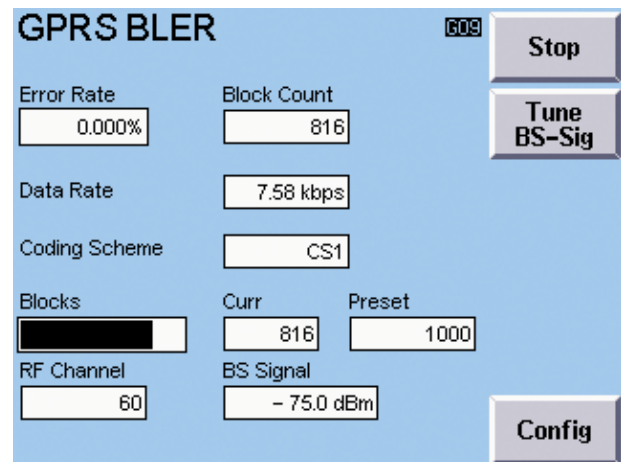 GPRS BLER
G09
Stop
Error Rate
Block Count
0.000%
816
Tune
BS-Sig
Data Rate
7.58 kbps
Coding Scheme
CS1
Blocks
Curr
Preset
816
1000
RF Channel
BS Signal
60
- 75.0 dBm
Config